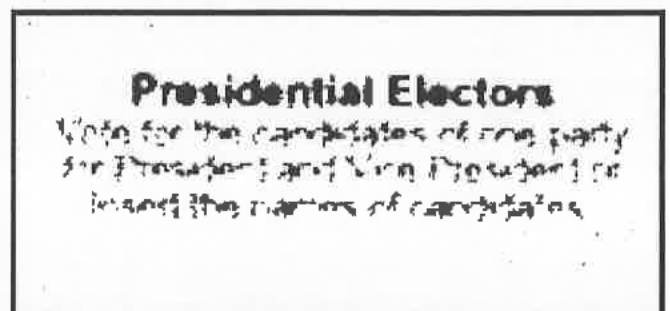 Presidential Electors
Vote for the candidates of one party
for President and Vice President or
insert the names of candidates